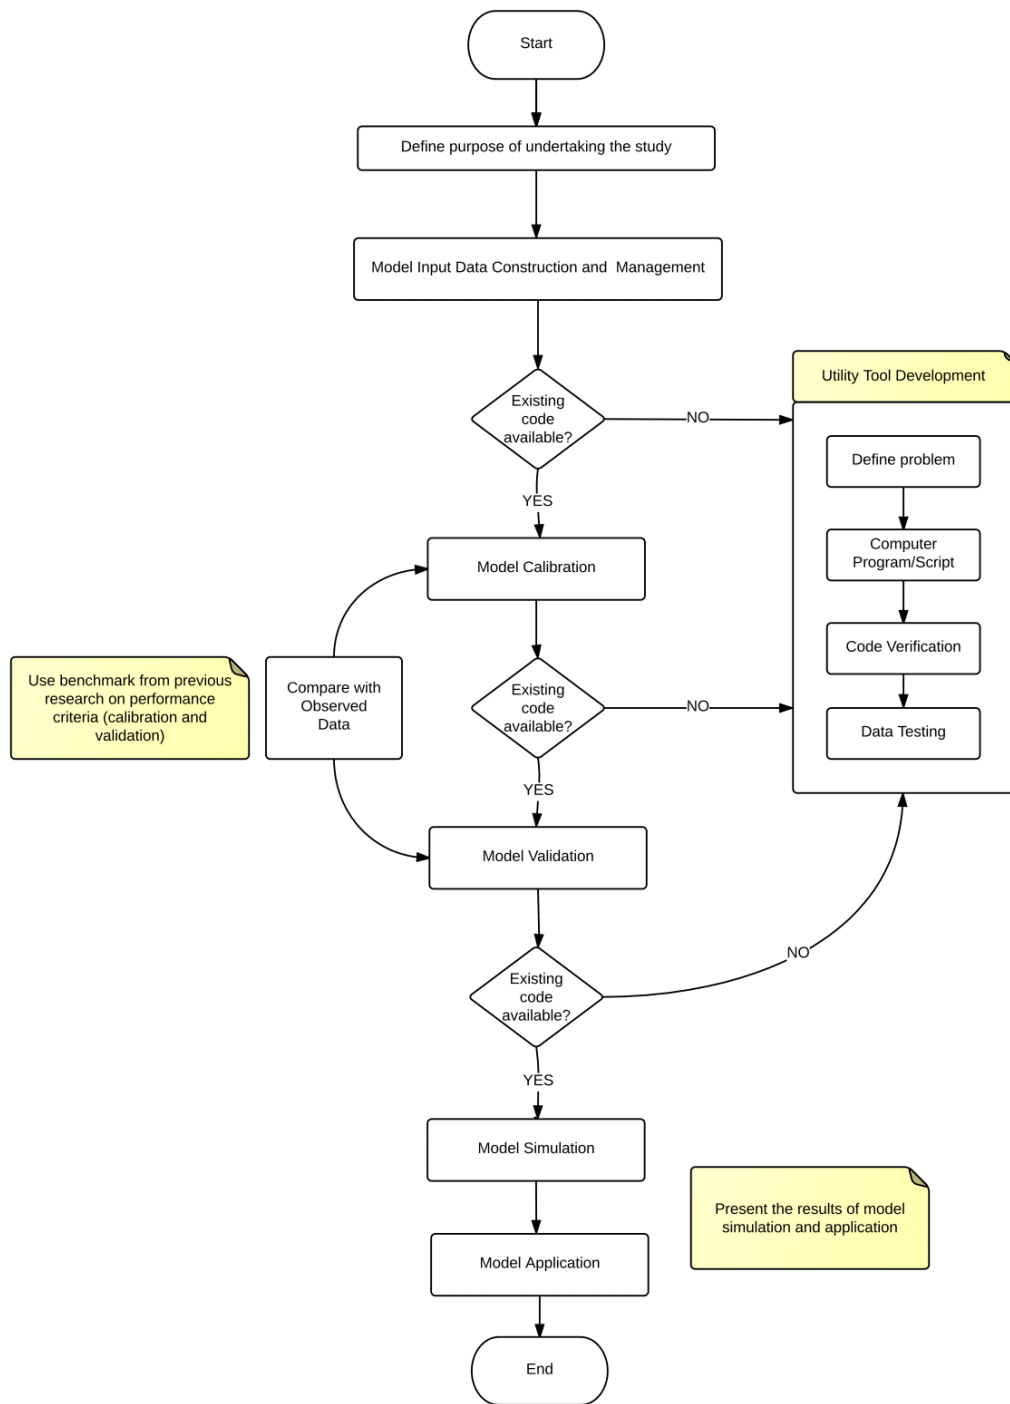 Start
Define purpose of undertaking the study
Model Input Data Construction and  Management
Existing
code
available?
NO
YES
Utility Tool Development
Define problem
Computer
Program/Script
Code Verification
Data Testing
Model Calibration
Use benchmark from previous
research on performance
criteria (calibration and
validation)
Compare with
Observed
Data
Existing
code
available?
NO
YES
Model Validation
Existing
code
available?
NO
YES
Model Simulation
Present the results of model
simulation and application
Model Application
End